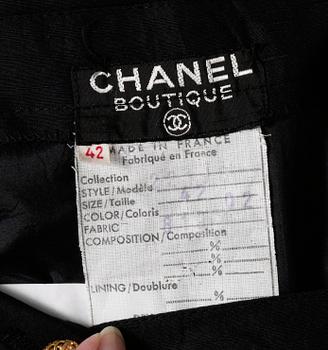 CHANEL
BOUTIQUE
42 MADE IN FRANCE
Fabriqué en France
Collection
STYLE/Modèle
SIZE/Taille 42
COLOR/Coloris
FABRIC
COMPOSITION/Composition
%
%
%
LINING/Doublure
%